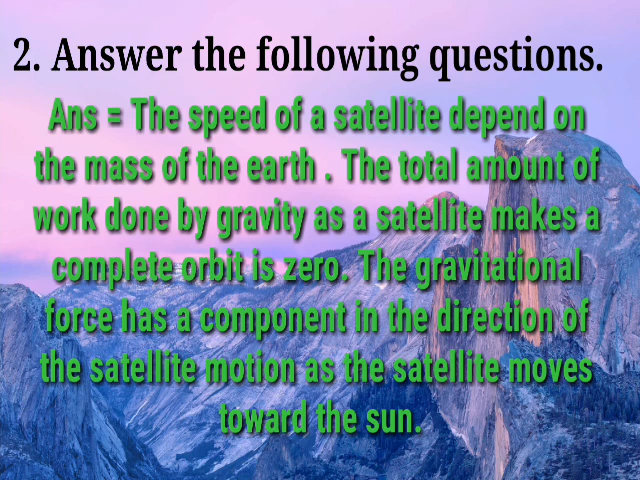 2. Answer the following questions.
Ans = The speed of a satellite depend on
the mass of the earth . The total amount of
work done by gravity as a satellite makes a
complete orbit is zero. The gravitational
force has a component in the direction of
the satellite motion as the satellite moves
toward the sun.